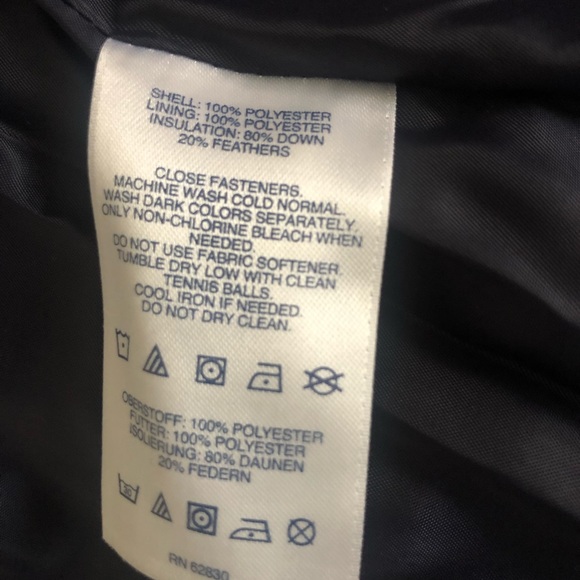 SHELL: 100% POLYESTER
LINING: 100% POLYESTER
INSULATION: 80% DOWN
20% FEATHERS
CLOSE FASTENERS.
MACHINE WASH COLD NORMAL.
WASH DARK COLORS SEPARATELY.
ONLY NON-CHLORINE BLEACH WHEN
NEEDED.
DO NOT USE FABRIC SOFTENER.
TUMBLE DRY LOW WITH CLEAN
TENNIS BALLS.
COOL IRON IF NEEDED.
DO NOT DRY CLEAN.
OBERSTOFF: 100% POLYESTER
FUTTER: 100% POLYESTER
ISOLIERUNG: 80% DAUNEN
20% FEDERN
30
RN 62830